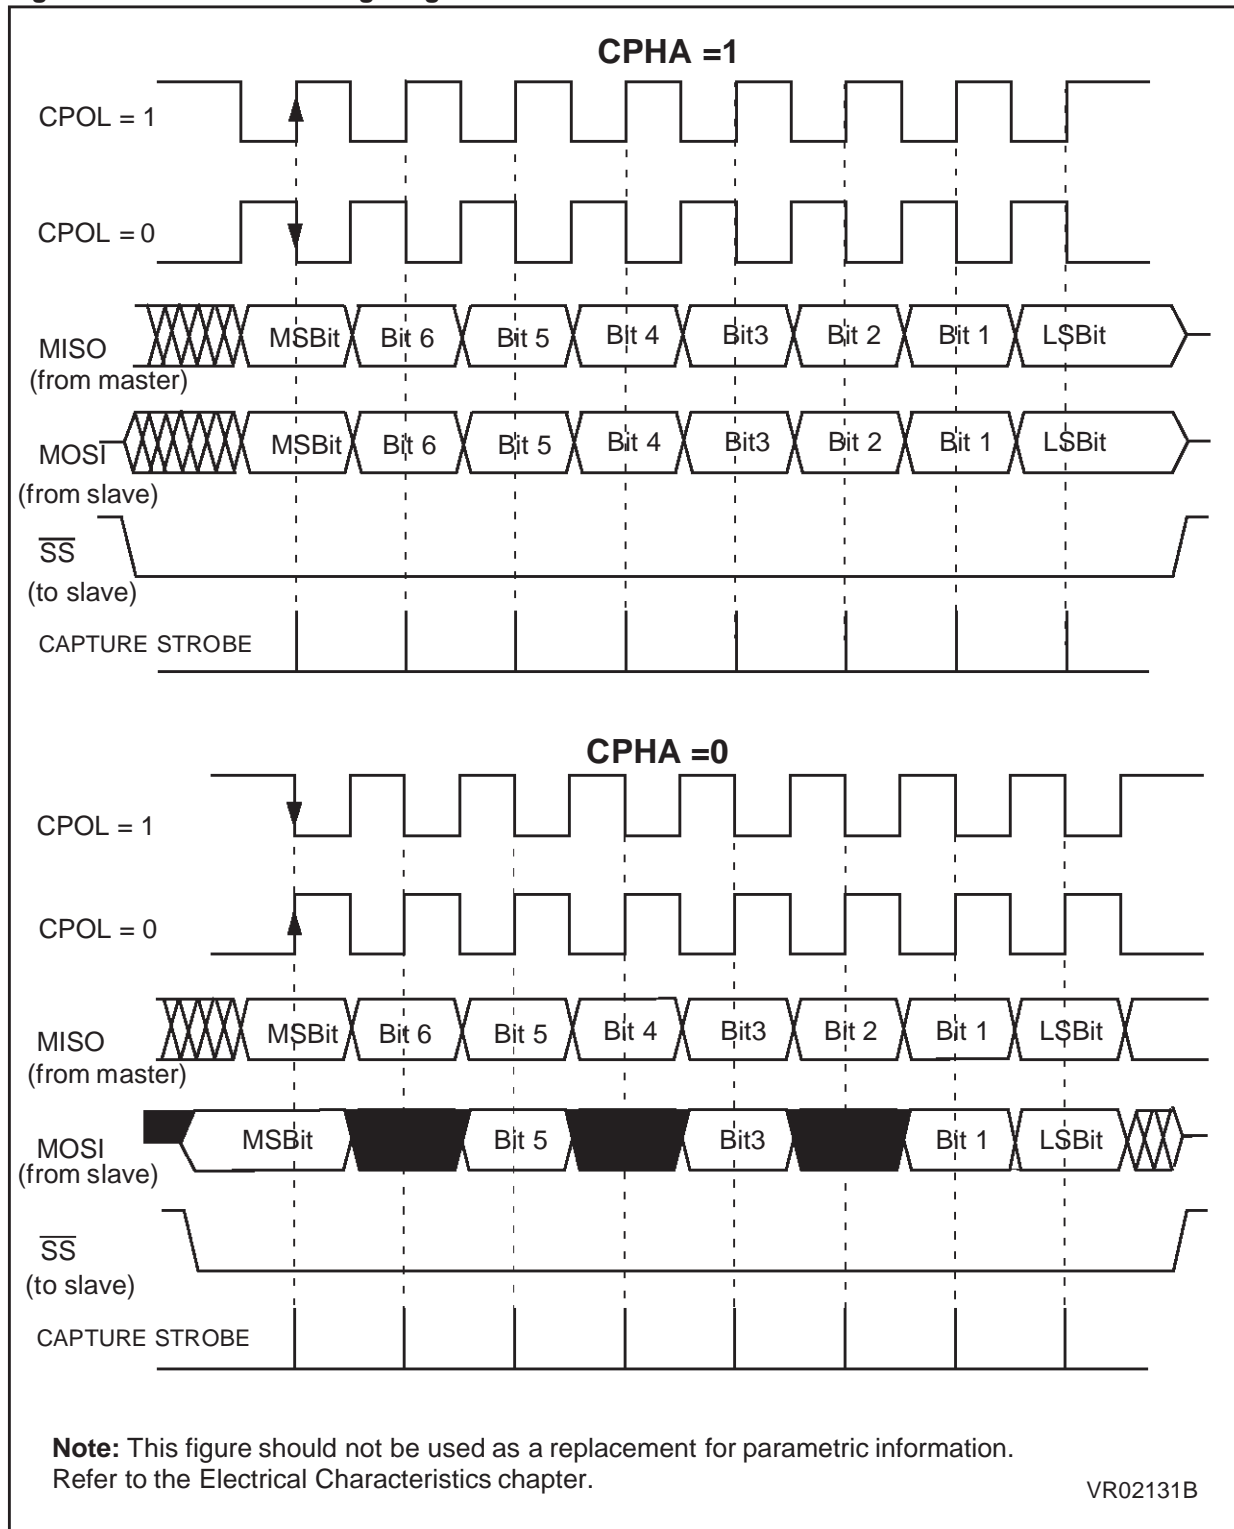 CPHA =1
CPOL = 1
CPOL = 0
MSBit Bit 6 Bit 5 Bit 4 Bit3 Bit 2 Bit 1 LSBit
MISO
(from master)
MSBit Bit 6 Bit 5 Bit 4 Bit3 Bit 2 Bit 1 LSBit
MOSI
(from slave)
SS
(to slave)
CAPTURE STROBE
CPHA =0
CPOL = 1
CPOL = 0
MSBit Bit 6 Bit 5 Bit 4 Bit3 Bit 2 Bit 1 LSBit
MISO
(from master)
MSBit Bit 5 Bit3 Bit 1 LSBit
MOSI
(from slave)
SS
(to slave)
CAPTURE STROBE
Note: This figure should not be used as a replacement for parametric information.
Refer to the Electrical Characteristics chapter.
VR02131B